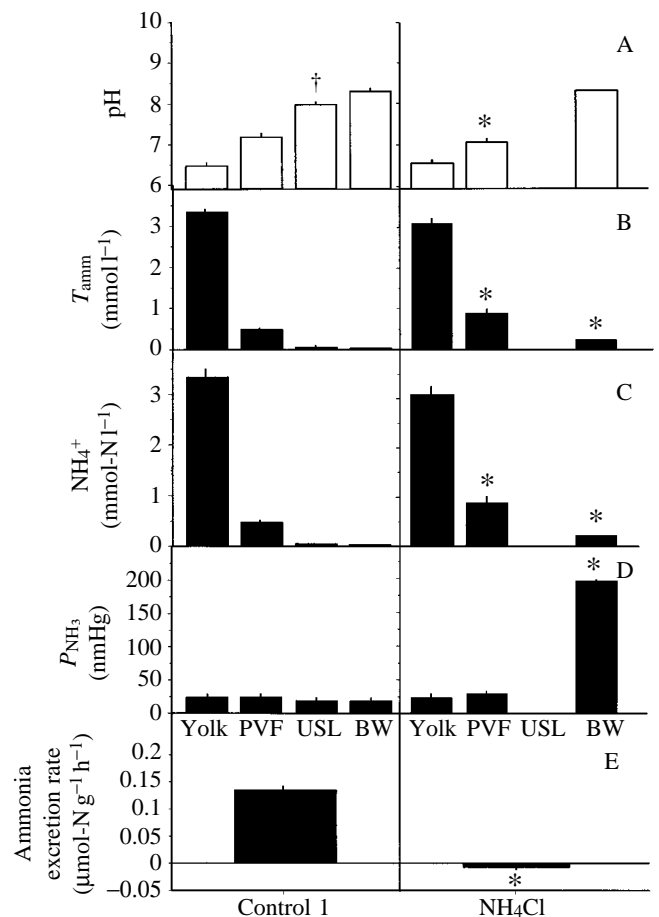 A
10
9
8
7
6
pH
†
*
B
3
2
1
0
T_amm
(mmol l⁻¹)
*
*
C
3
2
1
0
NH₄⁺
(mmol-N l⁻¹)
*
*
D
200
150
100
50
0
P_NH₃
(nmHg)
*
Yolk PVF USL BW Yolk PVF USL BW
E
0.2
0.15
0.1
0.05
0
−0.05
Ammonia
excretion rate
(µmol-N g⁻¹ h⁻¹)
*
Control 1 NH₄Cl